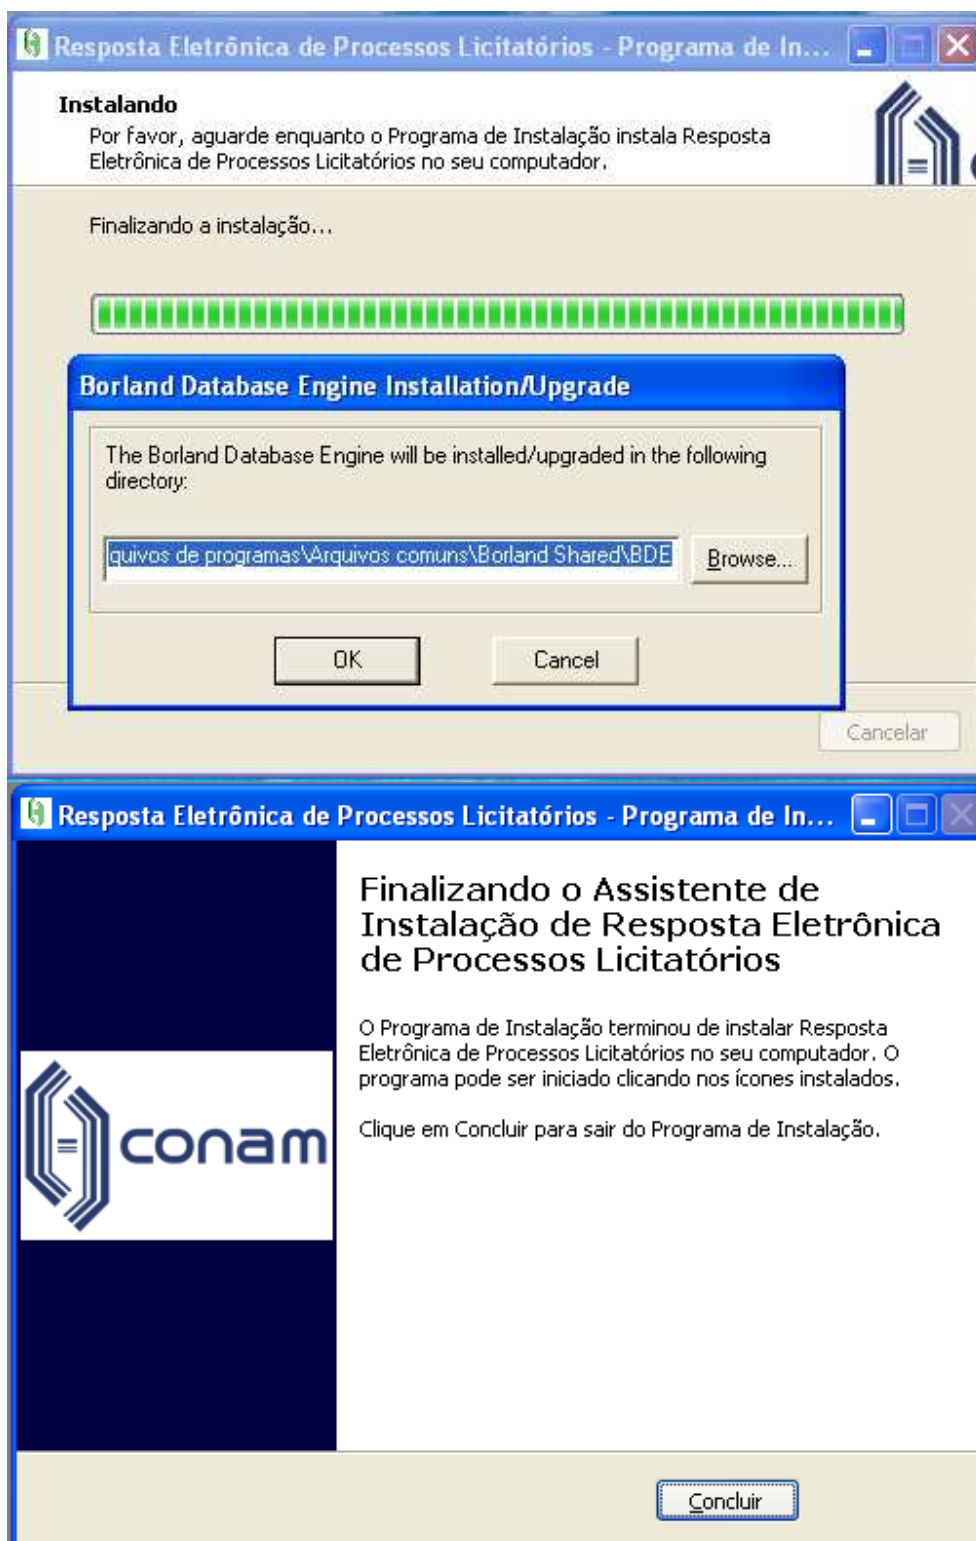 Resposta Eletrônica de Processos Licitatórios - Programa de In...
Instalando
Por favor, aguarde enquanto o Programa de Instalação instala Resposta
Eletrônica de Processos Licitatórios no seu computador.
Finalizando a instalação...
Borland Database Engine Installation/Upgrade
The Borland Database Engine will be installed/upgraded in the following
directory:
quivos de programas\Arquivos comuns\Borland Shared\BDE
Browse...
OK
Cancel
Cancelar
Resposta Eletrônica de Processos Licitatórios - Programa de In...
Finalizando o Assistente de
Instalação de Resposta Eletrônica
de Processos Licitatórios
O Programa de Instalação terminou de instalar Resposta
Eletrônica de Processos Licitatórios no seu computador. O
programa pode ser iniciado clicando nos ícones instalados.
Clique em Concluir para sair do Programa de Instalação.
conam
Concluir